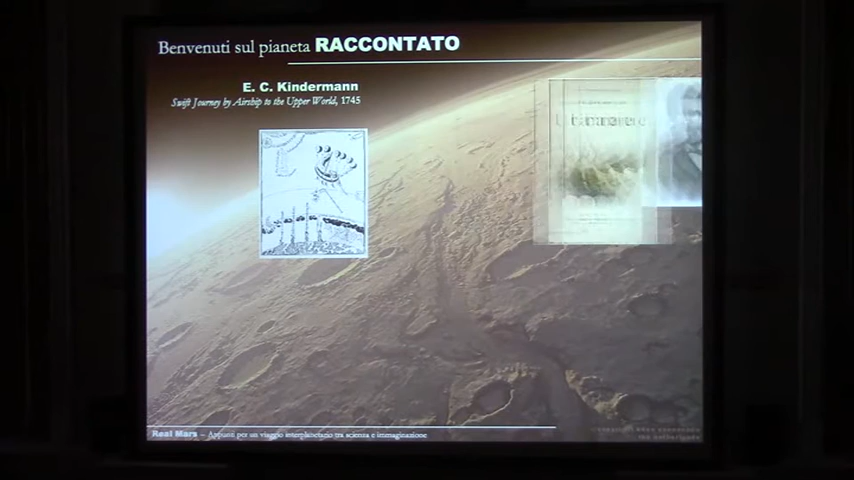 Benvenuti sul pianeta RACCONTATO
E. C. Kindermann
Swift Journey by Airship to the Upper World, 1745
Real Mars – Appunti per un viaggio interplanetario tra scienza e immaginazione